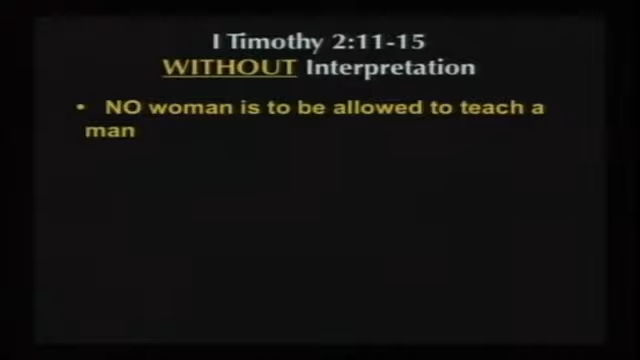 I Timothy 2:11-15
WITHOUT Interpretation
• NO woman is to be allowed to teach a
man